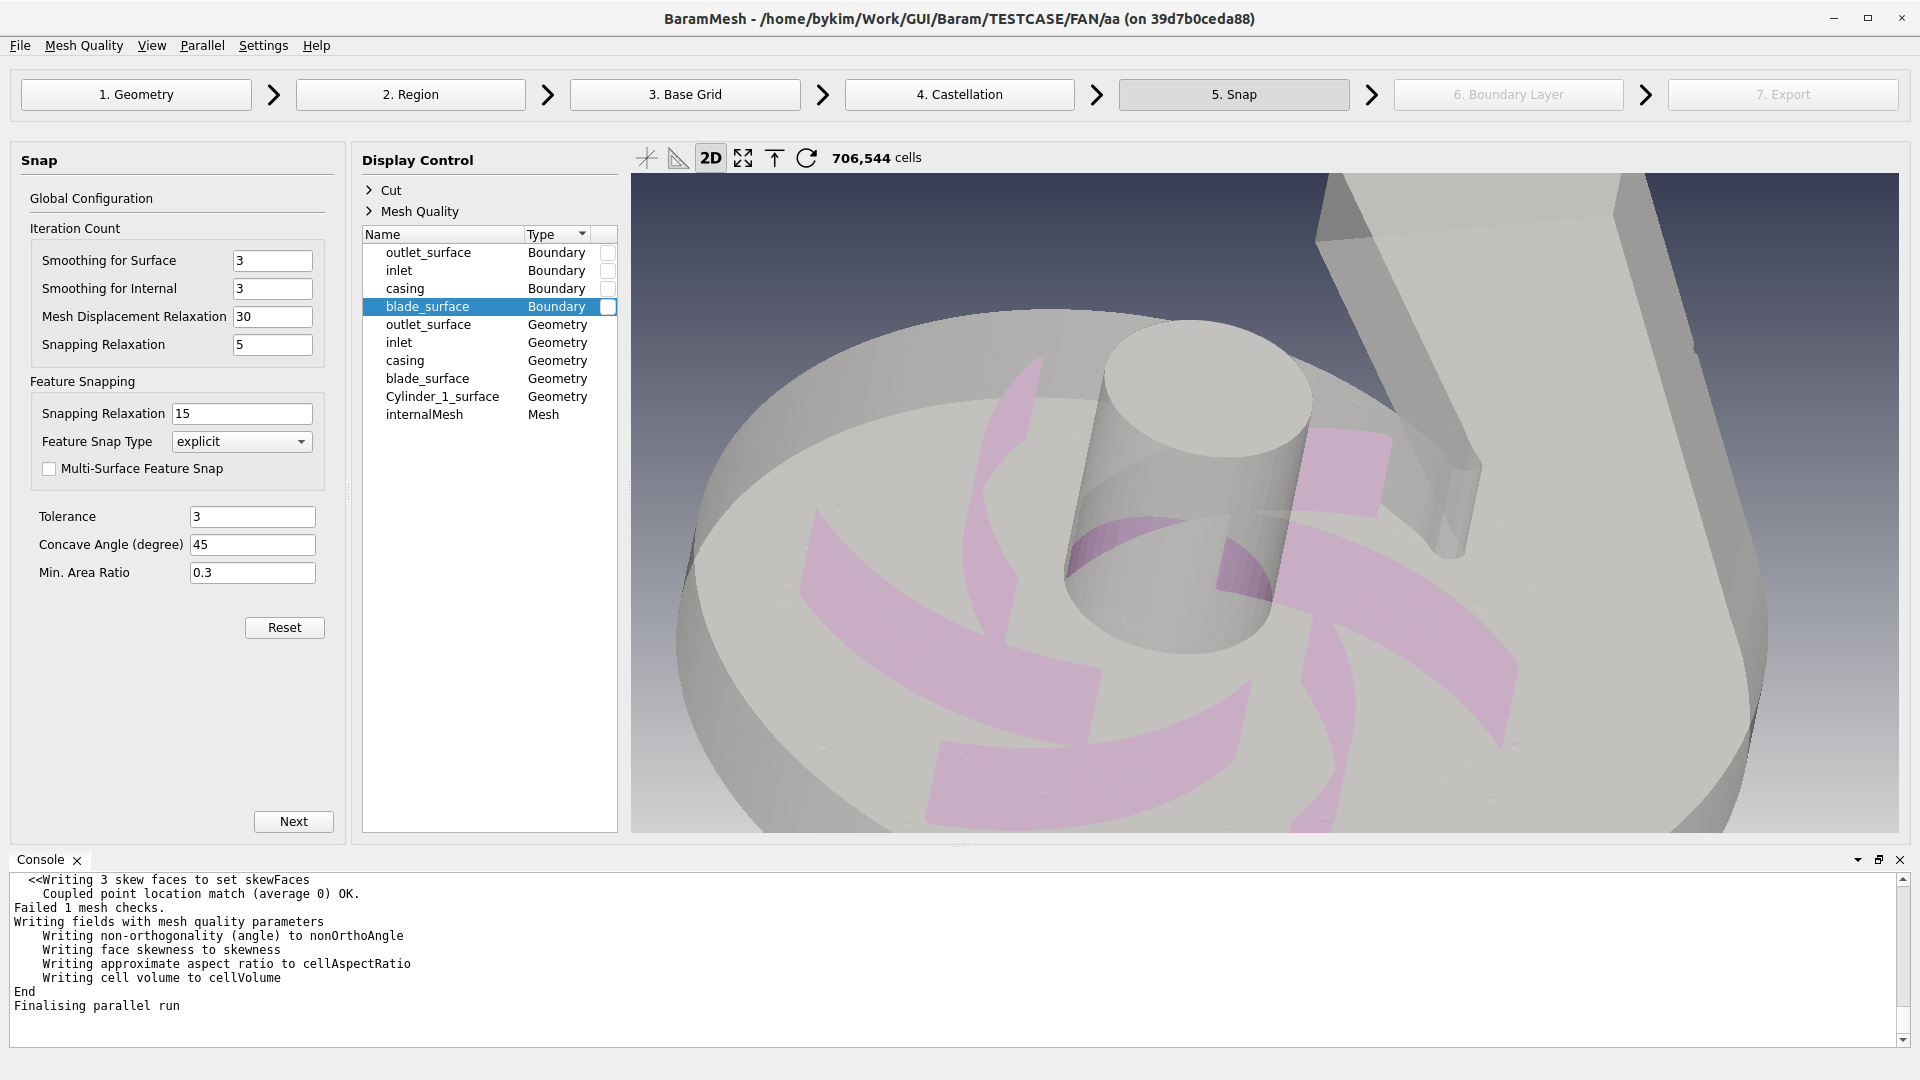 BaramMesh - /home/bykim/Work/GUI/Baram/TESTCASE/FAN/aa (on 39d7b0ceda88)
File Mesh Quality View Parallel Settings Help
1. Geometry 2. Region 3. Base Grid 4. Castellation 5. Snap 6. Boundary Layer 7. Export
Snap
Global Configuration
Iteration Count
Smoothing for Surface 3
Smoothing for Internal 3
Mesh Displacement Relaxation 30
Snapping Relaxation 5
Feature Snapping
Snapping Relaxation 15
Feature Snap Type explicit
Multi-Surface Feature Snap
Tolerance 3
Concave Angle (degree) 45
Min. Area Ratio 0.3
Reset
Next
Display Control
Cut
Mesh Quality
Name Type
outlet_surface Boundary
inlet Boundary
casing Boundary
blade_surface Boundary
outlet_surface Geometry
inlet Geometry
casing Geometry
blade_surface Geometry
Cylinder_1_surface Geometry
internalMesh Mesh
2D 706,544 cells
Console
<<Writing 3 skew faces to set skewFaces
Coupled point location match (average 0) OK.
Failed 1 mesh checks.
Writing fields with mesh quality parameters
Writing non-orthogonality (angle) to nonOrthoAngle
Writing face skewness to skewness
Writing approximate aspect ratio to cellAspectRatio
Writing cell volume to cellVolume
End
Finalising parallel run